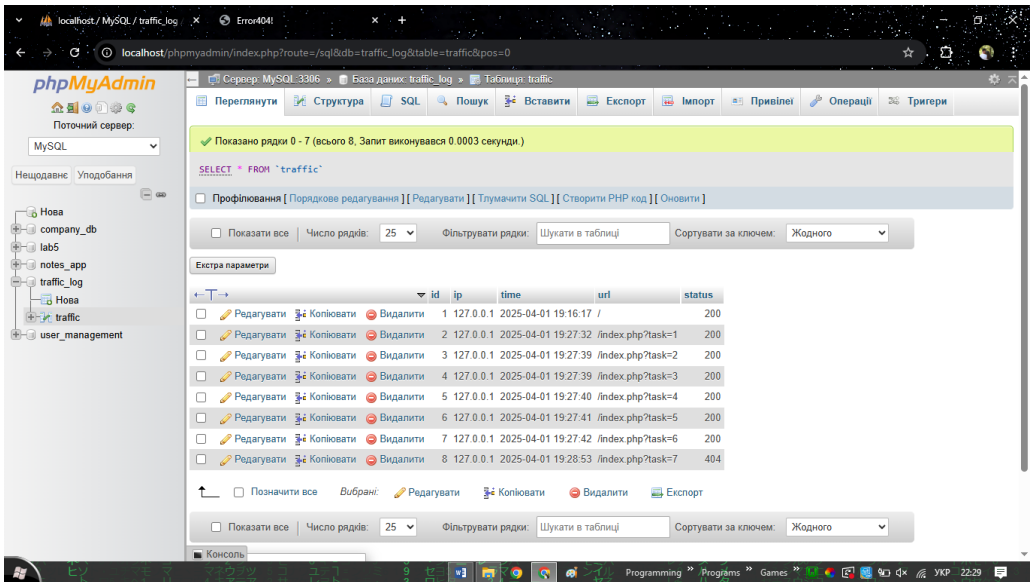 localhost / MySQL / traffic_log
Error404!
localhost/phpmyadmin/index.php?route=/sql&db=traffic_log&table=traffic&pos=0
phpMyAdmin
Поточний сервер:
MySQL
Нещодавнє Уподобання
Нова
company_db
lab5
notes_app
traffic_log
Нова
traffic
user_management
Сервер: MySQL:3306 » База даних: traffic_log » Таблиця: traffic
Переглянути Структура SQL Пошук Вставити Експорт Імпорт Привілеї Операції Тригери
Показано рядки 0 - 7 (всього 8, Запит виконувався 0.0003 секунди.)
SELECT * FROM `traffic`
Профілювання [ Порядкове редагування ] [ Редагувати ] [ Тлумачити SQL ] [ Створити PHP код ] [ Оновити ]
Показати все | Число рядків: 25 Фільтрувати рядки: Шукати в таблиці Сортувати за ключем: Жодного
Екстра параметри
←T→ id ip time url status
Редагувати Копіювати Видалити 1 127.0.0.1 2025-04-01 19:16:17 / 200
Редагувати Копіювати Видалити 2 127.0.0.1 2025-04-01 19:27:32 /index.php?task=1 200
Редагувати Копіювати Видалити 3 127.0.0.1 2025-04-01 19:27:39 /index.php?task=2 200
Редагувати Копіювати Видалити 4 127.0.0.1 2025-04-01 19:27:39 /index.php?task=3 200
Редагувати Копіювати Видалити 5 127.0.0.1 2025-04-01 19:27:40 /index.php?task=4 200
Редагувати Копіювати Видалити 6 127.0.0.1 2025-04-01 19:27:41 /index.php?task=5 200
Редагувати Копіювати Видалити 7 127.0.0.1 2025-04-01 19:27:42 /index.php?task=6 200
Редагувати Копіювати Видалити 8 127.0.0.1 2025-04-01 19:28:53 /index.php?task=7 404
Позначити все Вибрані: Редагувати Копіювати Видалити Експорт
Показати все | Число рядків: 25 Фільтрувати рядки: Шукати в таблиці Сортувати за ключем: Жодного
Консоль
Programming » Programs » Games » УКР 22:29